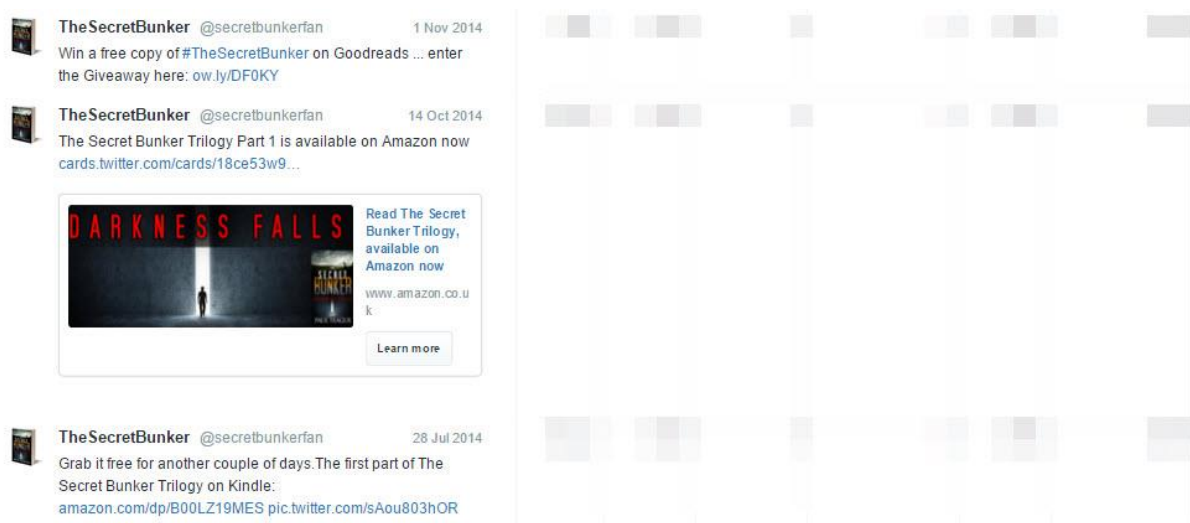 TheSecretBunker @secretbunkerfan 1 Nov 2014
Win a free copy of #TheSecretBunker on Goodreads ... enter
the Giveaway here: ow.ly/DF0KY
TheSecretBunker @secretbunkerfan 14 Oct 2014
The Secret Bunker Trilogy Part 1 is available on Amazon now
cards.twitter.com/cards/18ce53w9...
DARKNESS FALLS
SECRET
BUNKER
PAUL TEAGUE
Read The Secret
Bunker Trilogy,
available on
Amazon now
www.amazon.co.u
k
Learn more
TheSecretBunker @secretbunkerfan 28 Jul 2014
Grab it free for another couple of days.The first part of The
Secret Bunker Trilogy on Kindle:
amazon.com/dp/B00LZ19MES pic.twitter.com/sAou803hOR